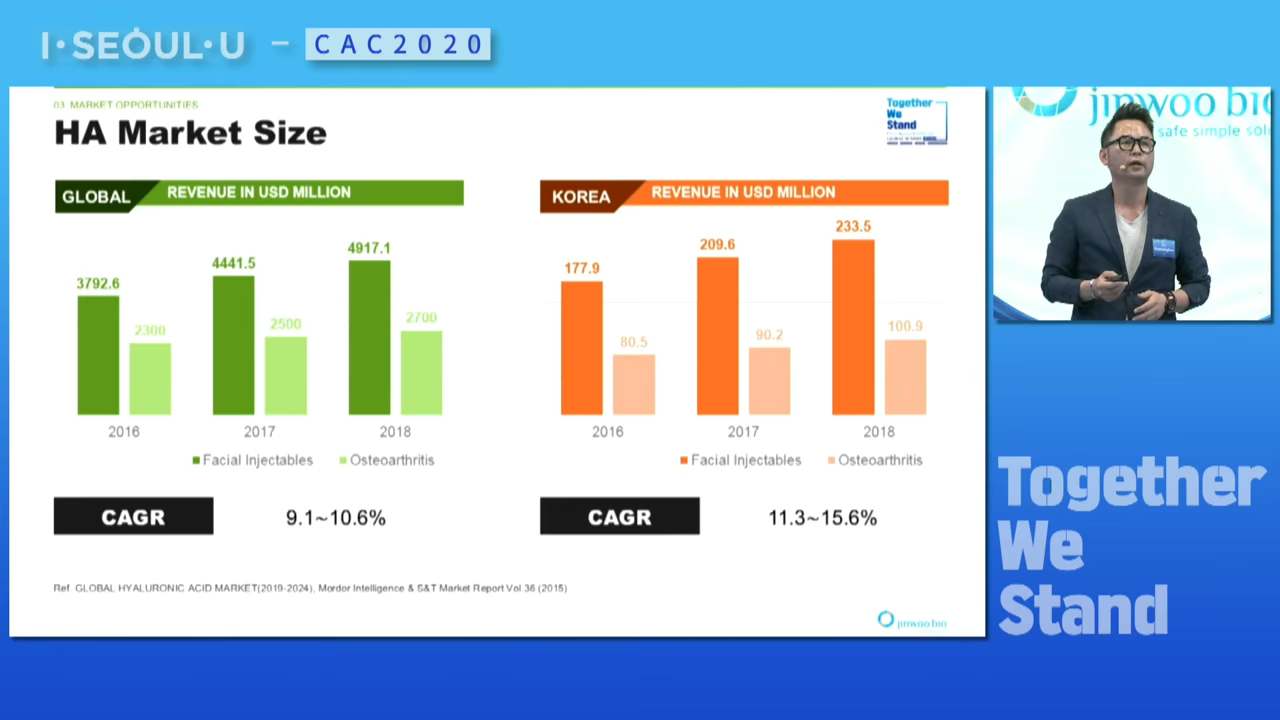 I·SEOUL·U – CAC2020
03. MARKET OPPORTUNITIES
HA Market Size
Together
We
Stand
GLOBAL REVENUE IN USD MILLION
3792.6 2300 4441.5 2500 4917.1 2700
2016 2017 2018
Facial Injectables Osteoarthritis
CAGR 9.1~10.6%
KOREA REVENUE IN USD MILLION
177.9 80.5 209.6 90.2 233.5 100.9
2016 2017 2018
Facial Injectables Osteoarthritis
CAGR 11.3~15.6%
Ref. GLOBAL HYALURONIC ACID MARKET(2019-2024), Mordor Intelligence & S&T Market Report Vol.36 (2015)
jinwoo bio
jinwoo bio
safe simple
Together
We
Stand